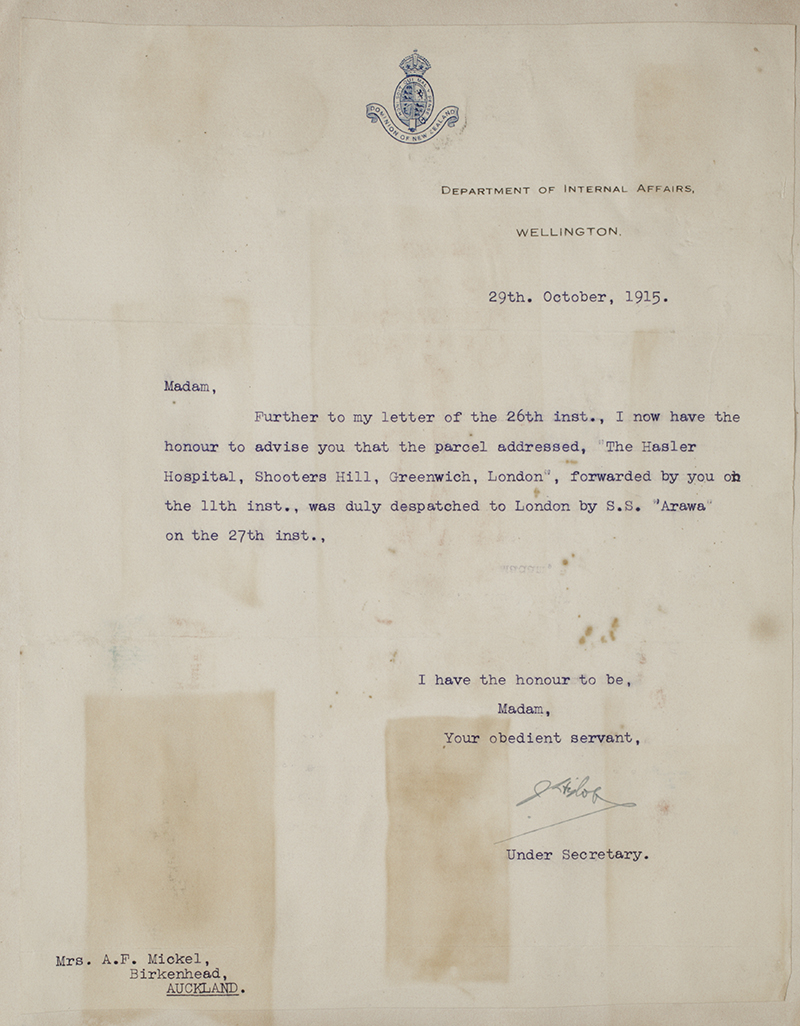 DOMINION OF NEW ZEALAND
DEPARTMENT OF INTERNAL AFFAIRS,
WELLINGTON.
29th. October, 1915.
Madam,
Further to my letter of the 26th inst., I now have the
honour to advise you that the parcel addressed, "The Hasler
Hospital, Shooters Hill, Greenwich, London", forwarded by you on
the 11th inst., was duly despatched to London by S.S. "Arawa"
on the 27th inst.,
I have the honour to be,
Madam,
Your obedient servant,
Under Secretary.
Mrs. A.F. Mickel,
Birkenhead,
AUCKLAND.